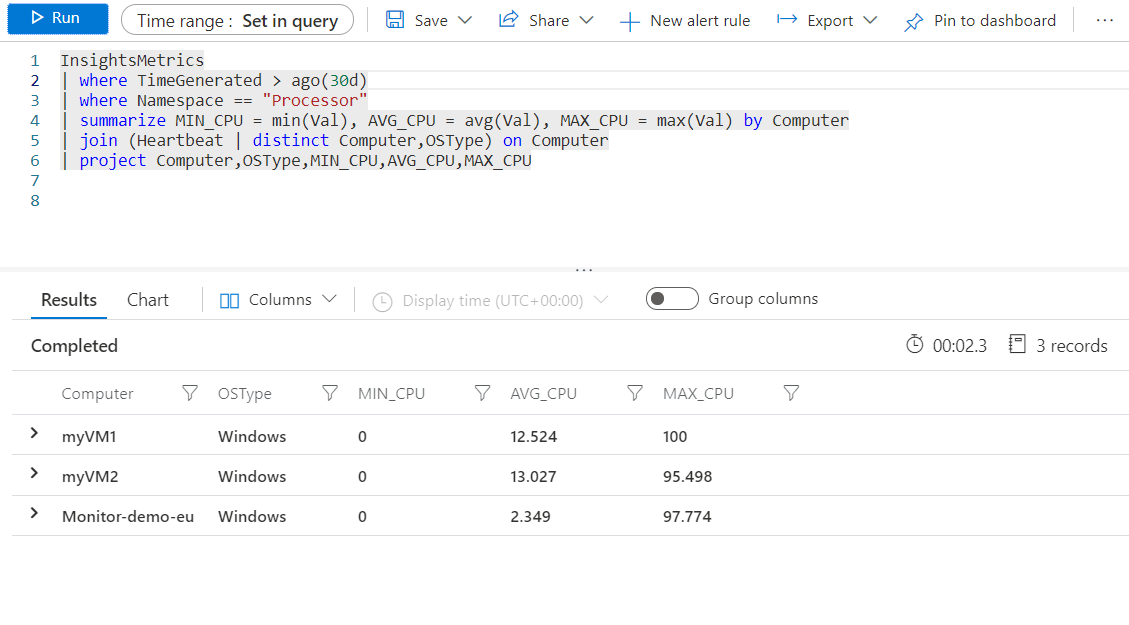 Run Time range : Set in query Save Share New alert rule Export Pin to dashboard ...
1 InsightsMetrics
2 | where TimeGenerated > ago(30d)
3 | where Namespace == "Processor"
4 | summarize MIN_CPU = min(Val), AVG_CPU = avg(Val), MAX_CPU = max(Val) by Computer
5 | join (Heartbeat | distinct Computer,OSType) on Computer
6 | project Computer,OSType,MIN_CPU,AVG_CPU,MAX_CPU
7
8
...
Results Chart Columns Display time (UTC+00:00) Group columns
Completed 00:02.3 3 records
Computer OSType MIN_CPU AVG_CPU MAX_CPU
myVM1 Windows 0 12.524 100
myVM2 Windows 0 13.027 95.498
Monitor-demo-eu Windows 0 2.349 97.774